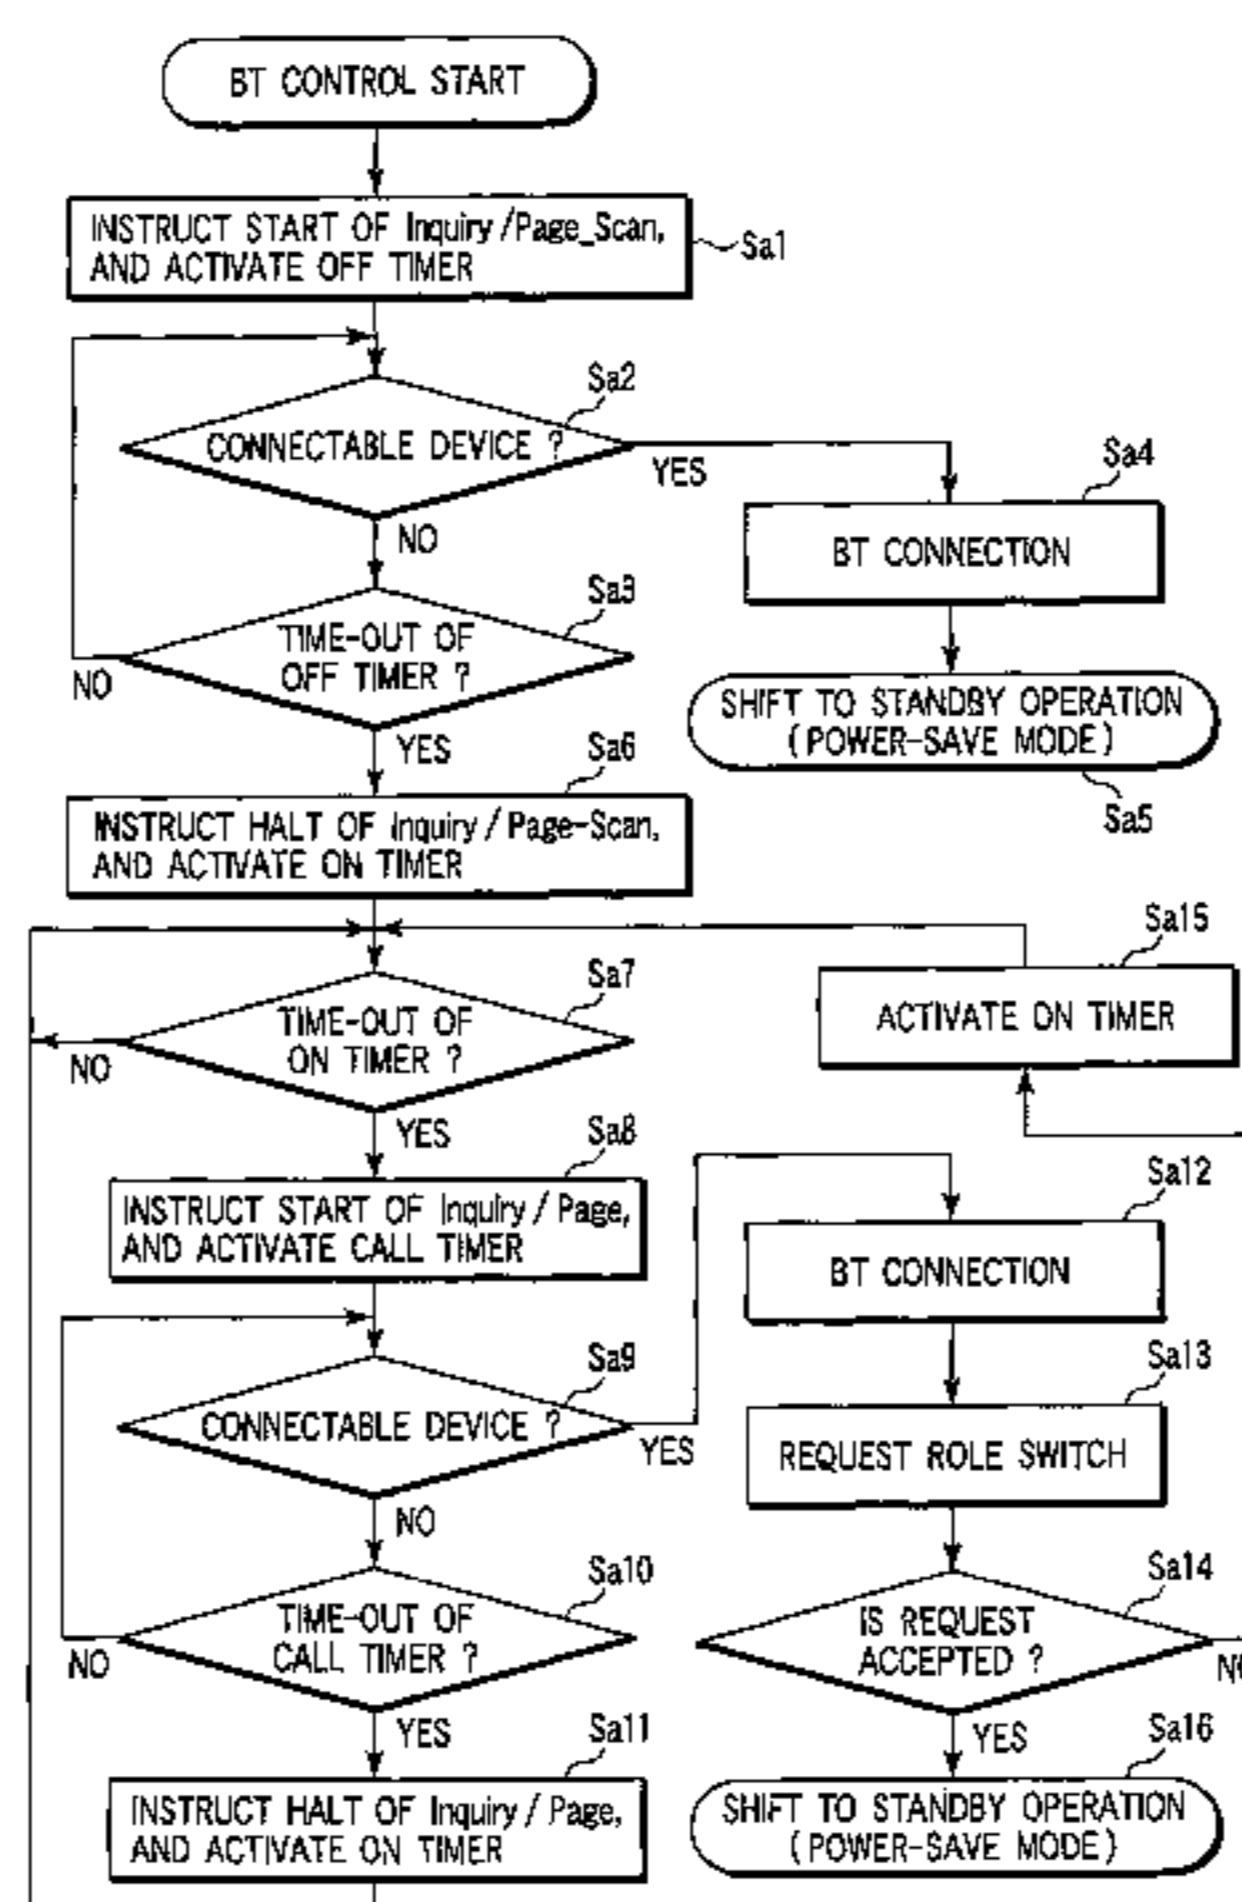 BT CONTROL START
INSTRUCT START OF Inquiry/Page_Scan,
AND ACTIVATE OFF TIMER
Sa1
Sa2
CONNECTABLE DEVICE ?
YES
NO
Sa4
BT CONNECTION
Sa3
TIME-OUT OF
OFF TIMER ?
NO
YES
SHIFT TO STANDBY OPERATION
(POWER-SAVE MODE)
Sa5
Sa6
INSTRUCT HALT OF Inquiry/Page-Scan,
AND ACTIVATE ON TIMER
Sa15
ACTIVATE ON TIMER
Sa7
TIME-OUT OF
ON TIMER ?
NO
YES
Sa8
INSTRUCT START OF Inquiry/Page,
AND ACTIVATE CALL TIMER
Sa12
BT CONNECTION
Sa9
CONNECTABLE DEVICE ?
YES
NO
Sa13
REQUEST ROLE SWITCH
Sa10
TIME-OUT OF
CALL TIMER ?
NO
YES
Sa14
IS REQUEST
ACCEPTED ?
NO
YES
Sa11
INSTRUCT HALT OF Inquiry/Page,
AND ACTIVATE ON TIMER
Sa16
SHIFT TO STANDBY OPERATION
(POWER-SAVE MODE)